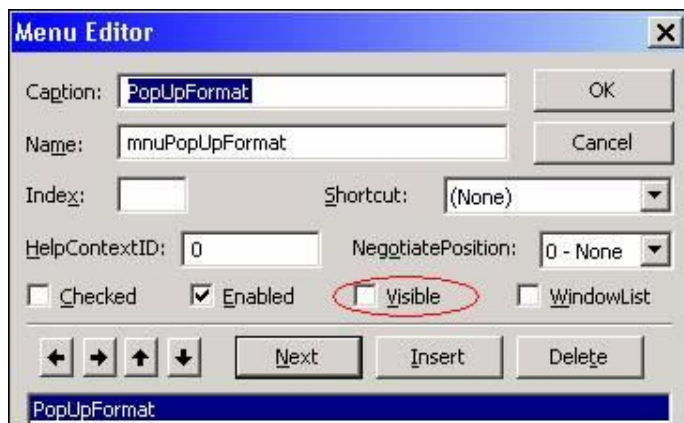 Menu Editor
Caption: PopUpFormat OK
Name: mnuPopUpFormat Cancel
Index: Shortcut: (None)
HelpContextID: 0 NegotiatePosition: 0 - None
Checked Enabled Visible WindowList
Next Insert Delete
PopUpFormat